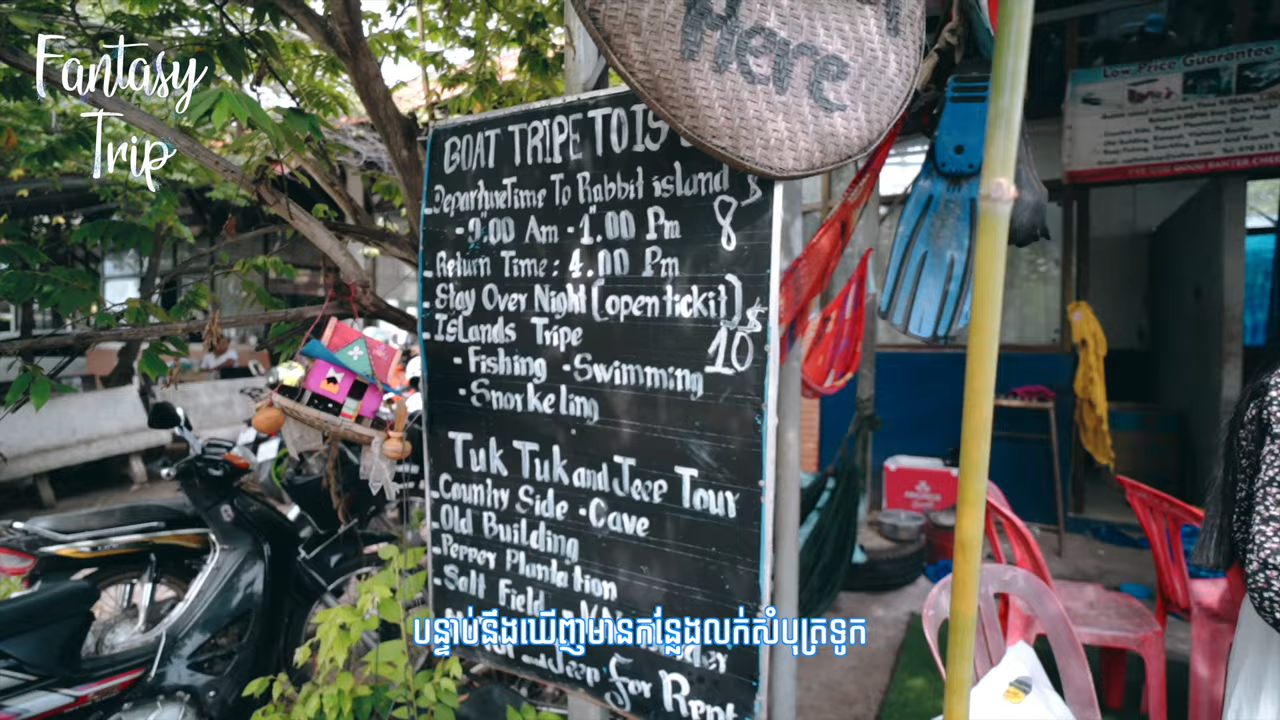 Fantasy
Trip
Here
Low Price Guarantee
BOAT TRIPE TO IS
-Departure Time To Rabbit island 8$
-9:00 Am -1:00 Pm
-Return Time: 4.00 Pm
-Stay Over Night (open tickit)
-Islands Tripe 10$
-Fishing -Swimming
-Snorkeling
Tuk Tuk and Jeep Tour
-Country Side -Cave
-Old Building
-Pepper Plantation
-Salt Field
and Jeep For Rent
បន្ទាប់នឹងឃើញមានកន្លែងលក់សំបុត្រទូក